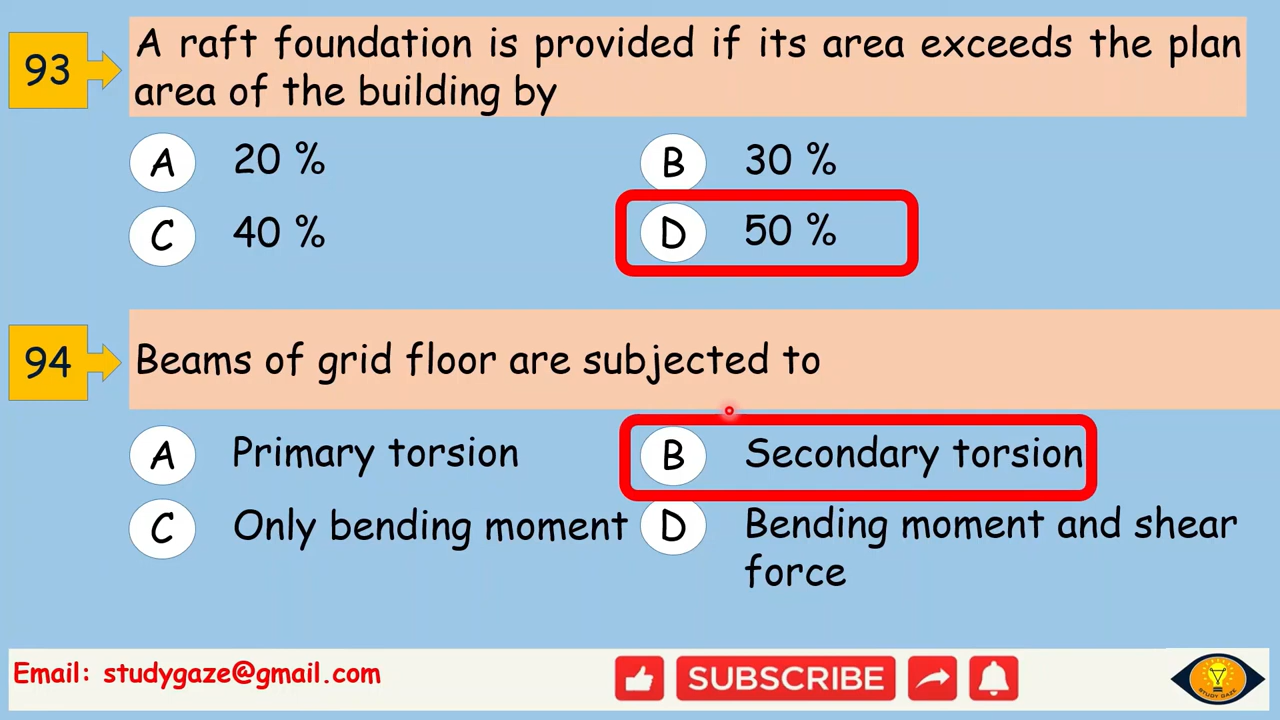 93
A raft foundation is provided if its area exceeds the plan
area of the building by
A 20 %
B 30 %
C 40 %
D 50 %
94
Beams of grid floor are subjected to
A Primary torsion
B Secondary torsion
C Only bending moment
D Bending moment and shear
force
Email: studygaze@gmail.com
SUBSCRIBE
STUDY GAZE